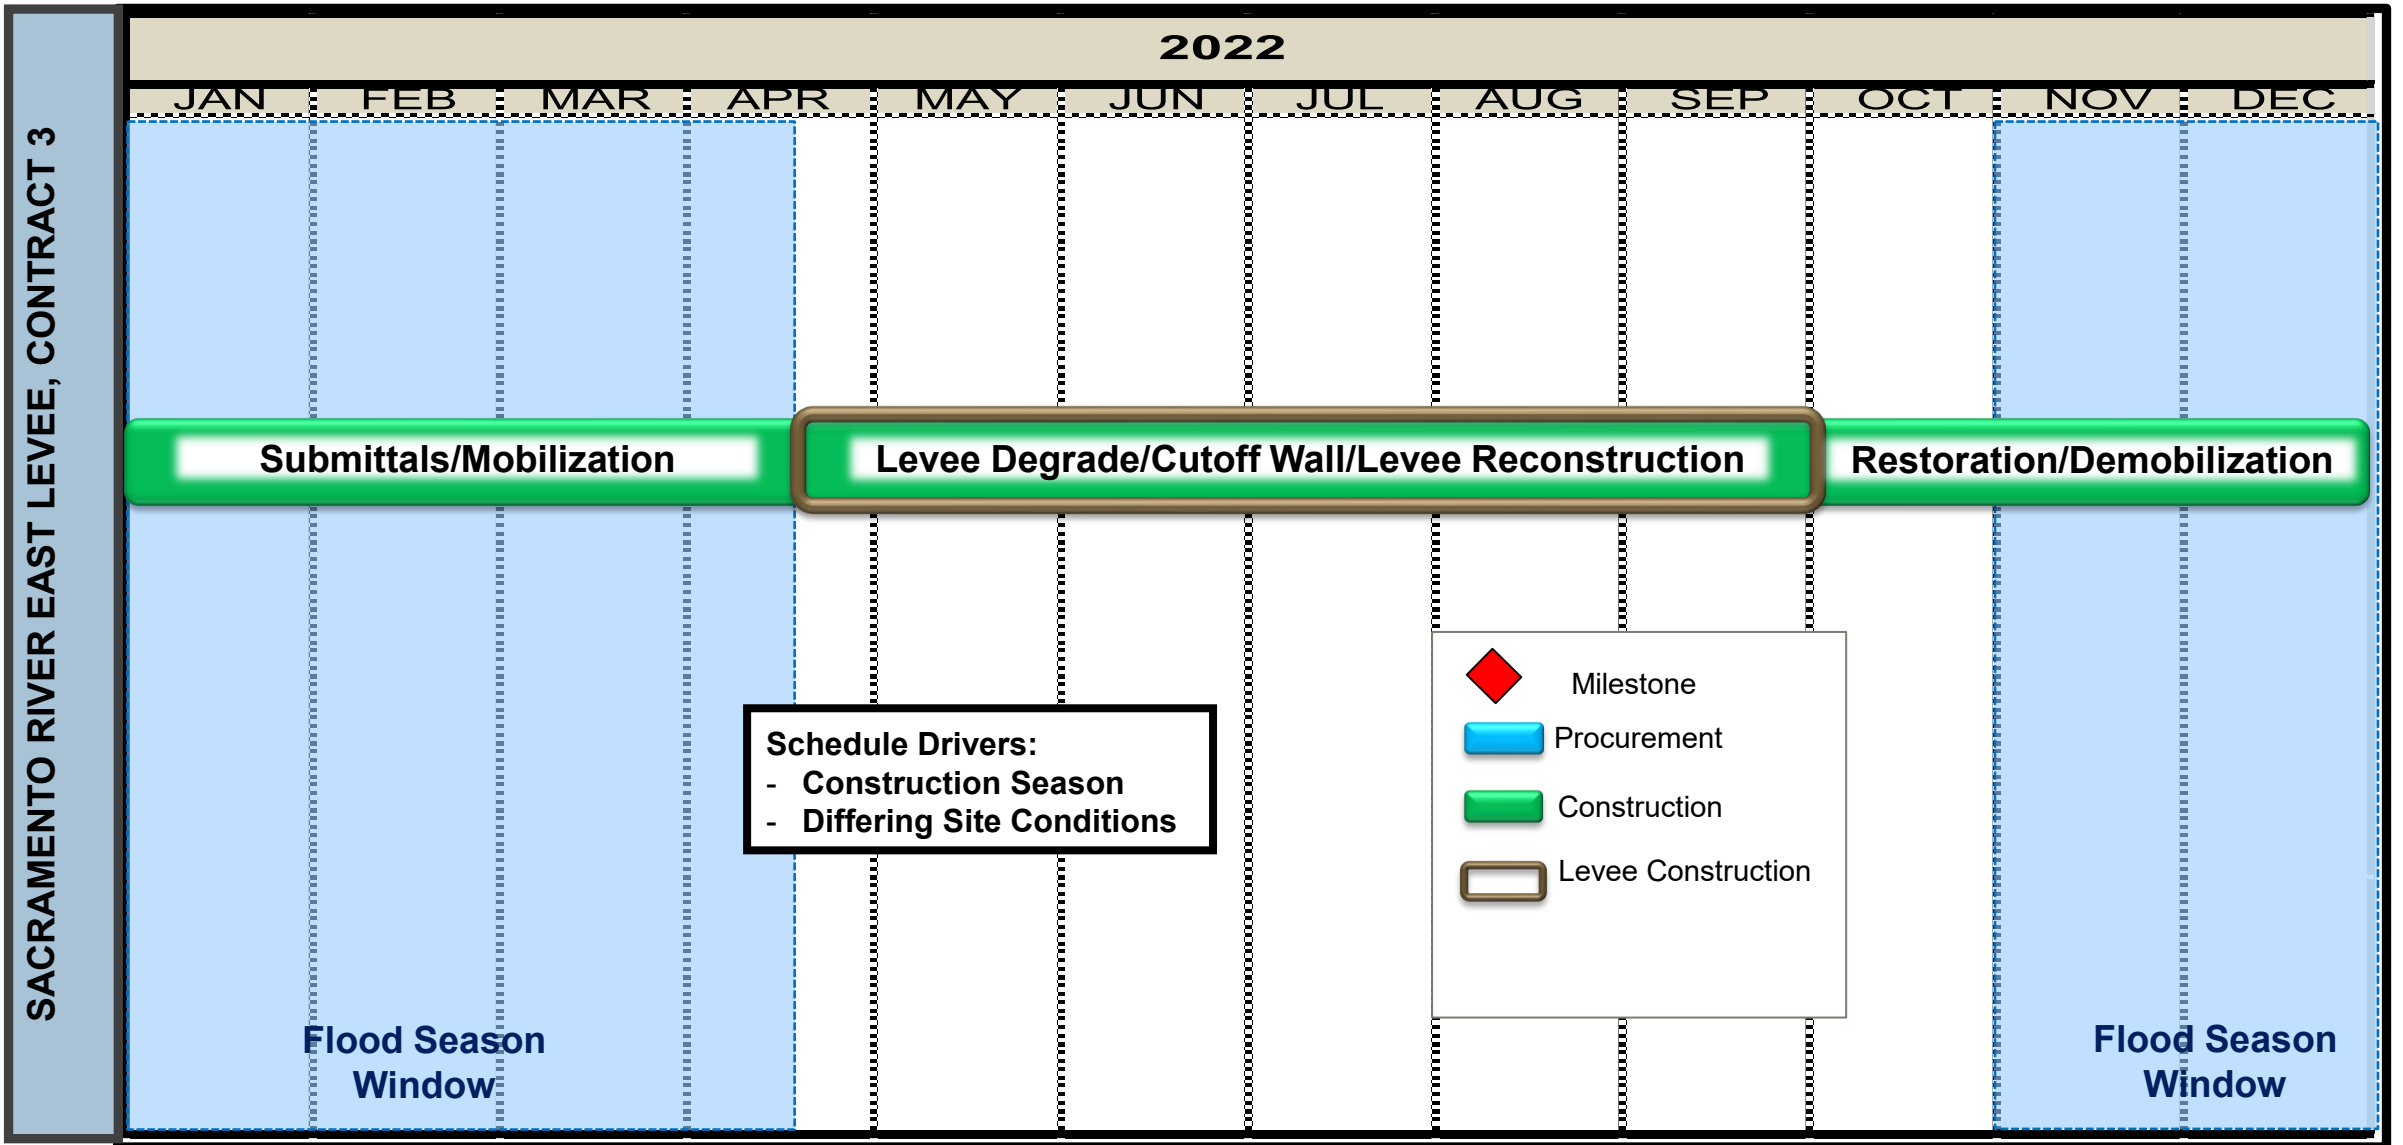 SACRAMENTO RIVER EAST LEVEE, CONTRACT 3
2022
JAN FEB MAR APR MAY JUN JUL AUG SEP OCT NOV DEC
Submittals/Mobilization
Levee Degrade/Cutoff Wall/Levee Reconstruction
Restoration/Demobilization
Schedule Drivers:
- Construction Season
- Differing Site Conditions
Milestone
Procurement
Construction
Levee Construction
Flood Season
Window
Flood Season
Window